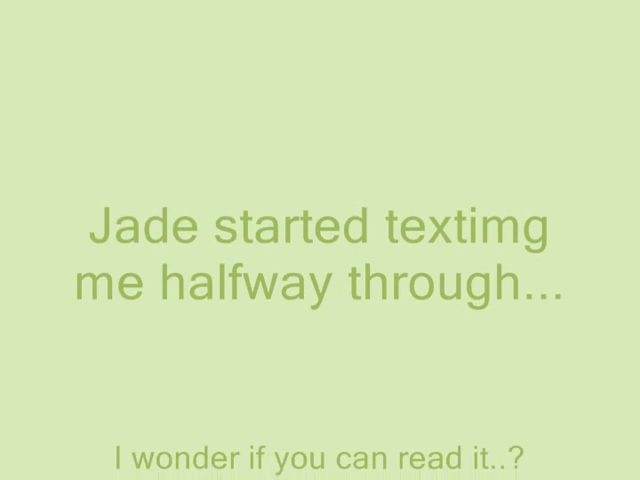 Jade started textimg
me halfway through...
I wonder if you can read it..?